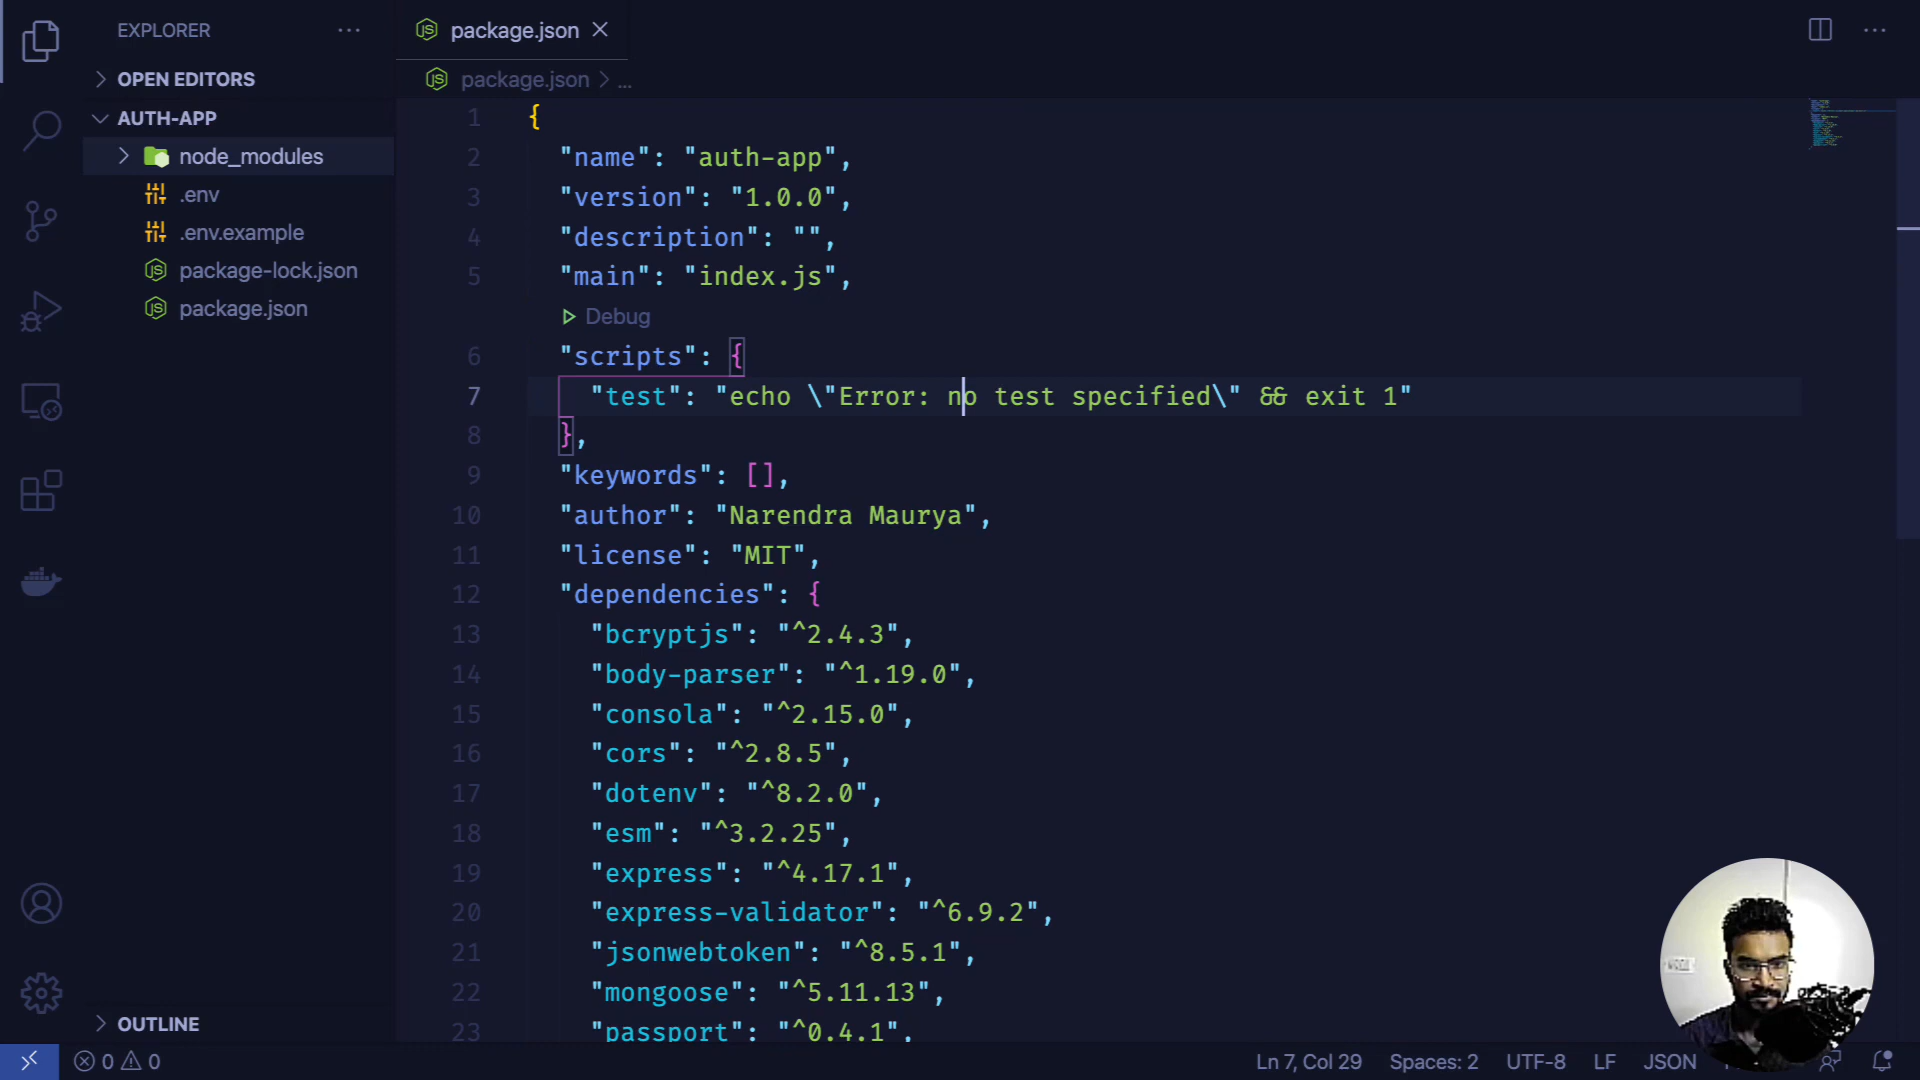 EXPLORER
OPEN EDITORS
AUTH-APP
node_modules
.env
.env.example
package-lock.json
package.json
OUTLINE
package.json
package.json > ...
1 {
2 "name": "auth-app",
3 "version": "1.0.0",
4 "description": "",
5 "main": "index.js",
Debug
6 "scripts": {
7 "test": "echo \"Error: no test specified\" && exit 1"
8 },
9 "keywords": [],
10 "author": "Narendra Maurya",
11 "license": "MIT",
12 "dependencies": {
13 "bcryptjs": "^2.4.3",
14 "body-parser": "^1.19.0",
15 "consola": "^2.15.0",
16 "cors": "^2.8.5",
17 "dotenv": "^8.2.0",
18 "esm": "^3.2.25",
19 "express": "^4.17.1",
20 "express-validator": "^6.9.2",
21 "jsonwebtoken": "^8.5.1",
22 "mongoose": "^5.11.13",
23 "passport": "^0.4.1",
0 0
Ln 7, Col 29 Spaces: 2 UTF-8 LF JSON